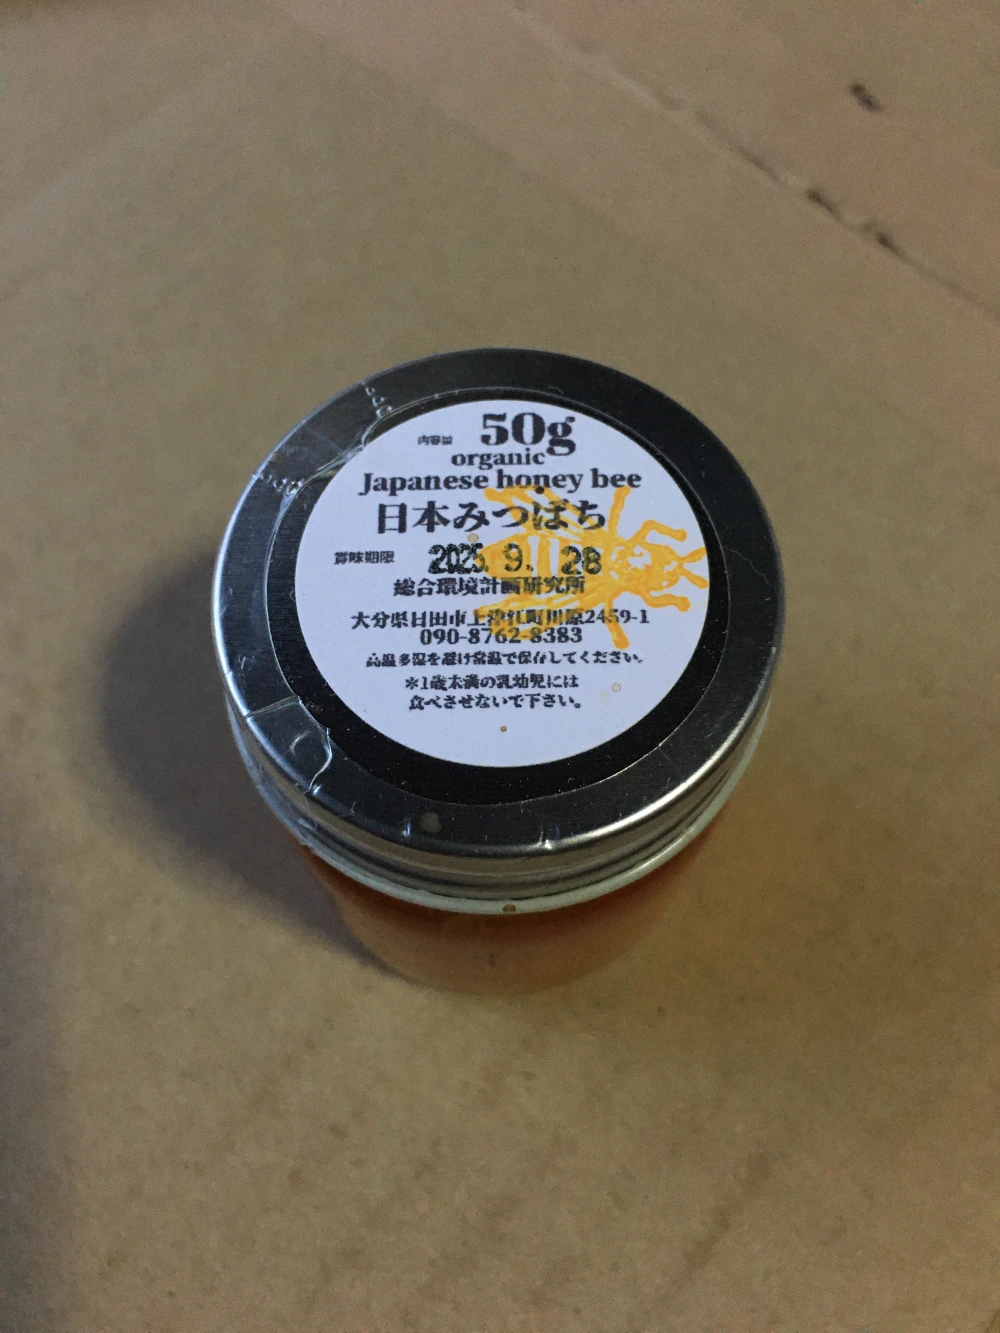 内容量 50g
organic
Japanese honey bee
日本みつばち
賞味期限 2025. 9. 28
総合環境計画研究所
大分県日田市上津江町川原2459-1
090-8762-8383
高温多湿を避け常温で保存してください。
※1歳未満の乳幼児には
食べさせないで下さい。